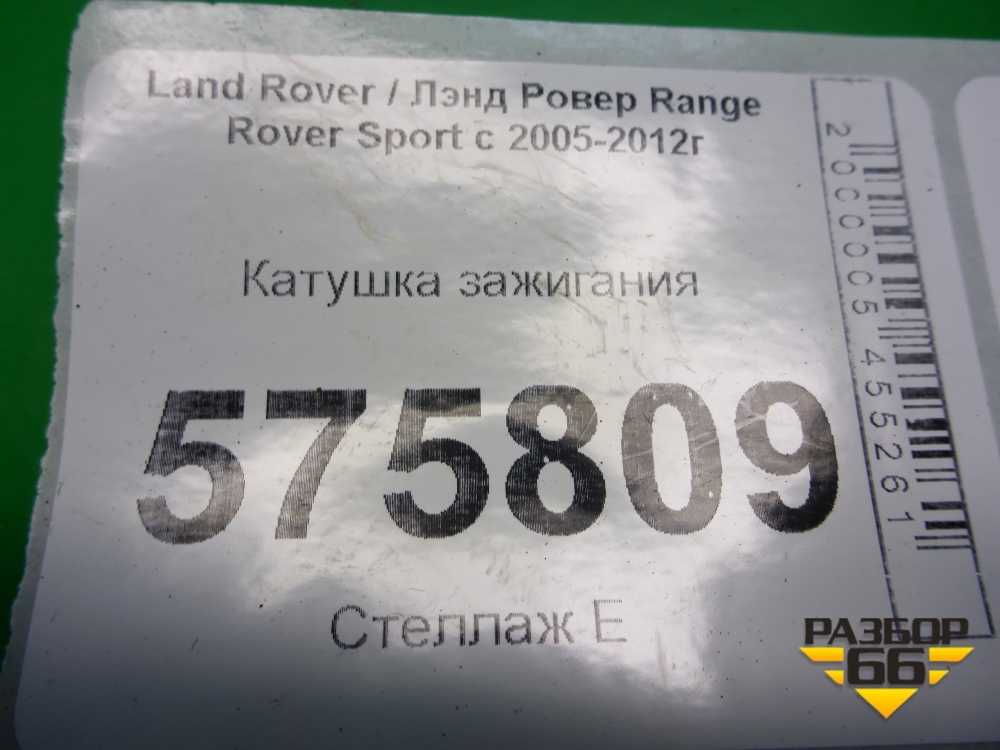 Land Rover / Лэнд Ровер Range
Rover Sport с 2005-2012г
Катушка зажигания
575809
Стеллаж Е
2000005455261
РАЗБОР
66